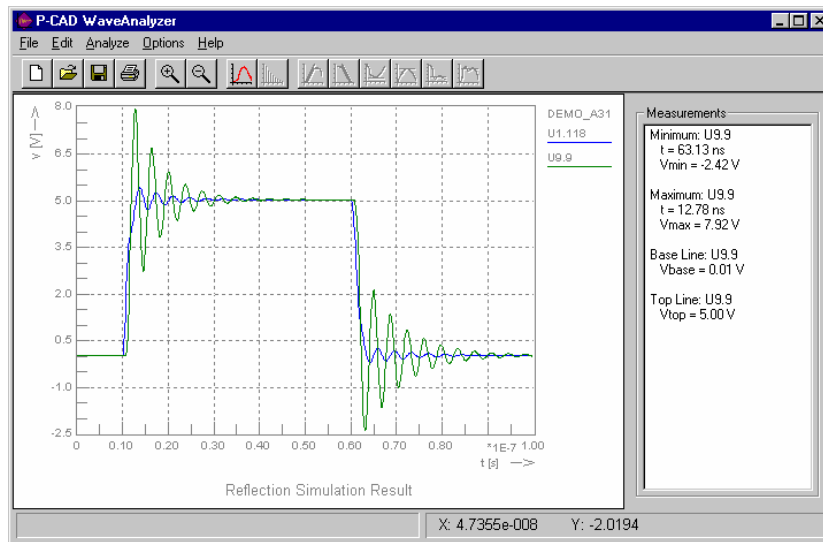 P-CAD WaveAnalyzer
File Edit Analyze Options Help
DEMO_A31
U1.118
U9.9
v [V] -->
8.0
6.5
5.0
3.5
2.0
0.5
-1.0
-2.5
0 0.10 0.20 0.30 0.40 0.50 0.60 0.70 0.80 *1E-7 1.00
t [s] -->
Reflection Simulation Result
Measurements
Minimum: U9.9
t = 63.13 ns
Vmin = -2.42 V
Maximum: U9.9
t = 12.78 ns
Vmax = 7.92 V
Base Line: U9.9
Vbase = 0.01 V
Top Line: U9.9
Vtop = 5.00 V
X: 4.7355e-008 Y: -2.0194